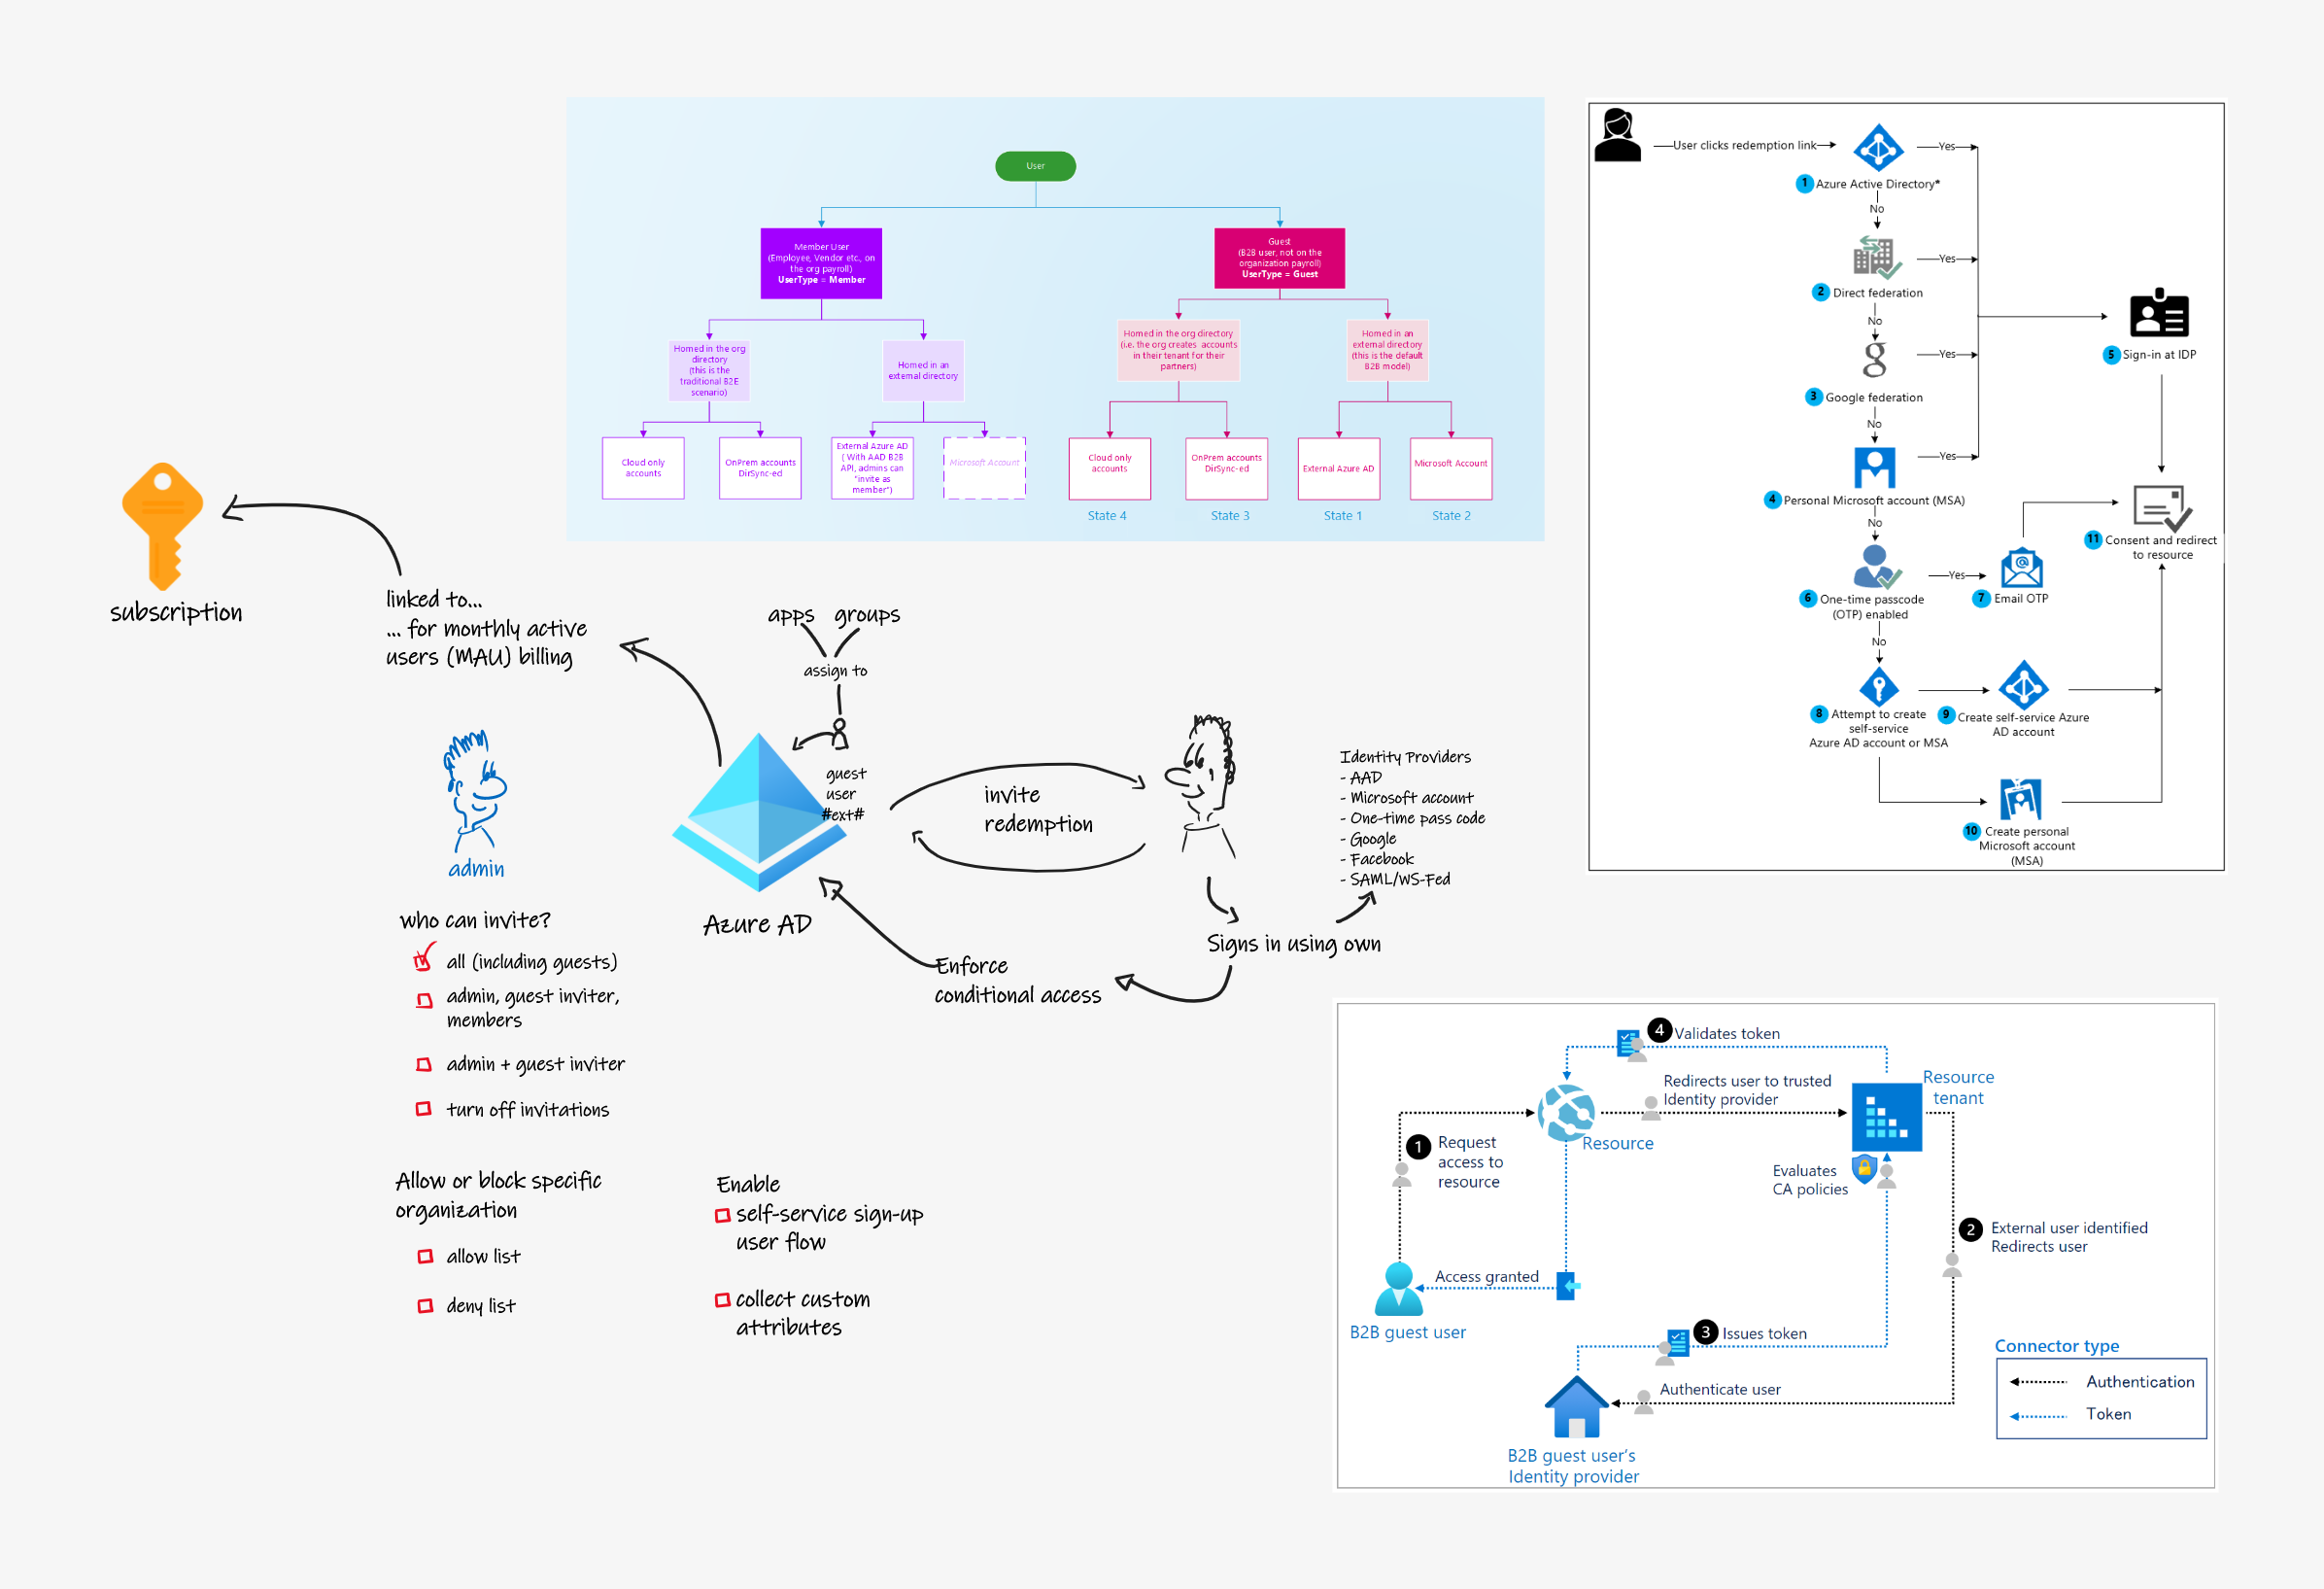 User
Member User
(Employee, Vendor etc., on
the org payroll)
UserType = Member
Guest
(B2B user, not on the
organization payroll)
UserType = Guest
Homed in the org
directory
(this is the
traditional B2E
scenario)
Homed in an
external directory
Homed in the org directory
(i.e. the org creates accounts
in their tenant for their
partners)
Homed in an
external directory
(this is the default
B2B model)
Cloud only
accounts
OnPrem accounts
DirSync-ed
External Azure AD
( With AAD B2B
API, admins can
"invite as
member")
Microsoft Account
Cloud only
accounts
OnPrem accounts
DirSync-ed
External Azure AD
Microsoft Account
State 4
State 3
State 1
State 2
User clicks redemption link
Yes
1 Azure Active Directory*
No
Yes
2 Direct federation
No
Yes
3 Google federation
No
Yes
4 Personal Microsoft account (MSA)
No
5 Sign-in at IDP
Yes
6 One-time passcode
(OTP) enabled
7 Email OTP
No
8 Attempt to create
self-service
Azure AD account or MSA
9 Create self-service Azure
AD account
10 Create personal
Microsoft account
(MSA)
11 Consent and redirect
to resource
subscription
linked to...
... for monthly active
users (MAU) billing
apps groups
assign to
guest
user
#ext#
Azure AD
admin
invite
redemption
Identity Providers
- AAD
- Microsoft account
- One-time pass code
- Google
- Facebook
- SAML/WS-Fed
Signs in using own
Enforce
conditional access
who can invite?
all (including guests)
admin, guest inviter,
members
admin + guest inviter
turn off invitations
Allow or block specific
organization
allow list
deny list
Enable
self-service sign-up
user flow
collect custom
attributes
4 Validates token
Redirects user to trusted
Identity provider
Resource
tenant
Resource
1 Request
access to
resource
Evaluates
CA policies
2 External user identified
Redirects user
Access granted
B2B guest user
3 Issues token
Authenticate user
B2B guest user's
Identity provider
Connector type
Authentication
Token